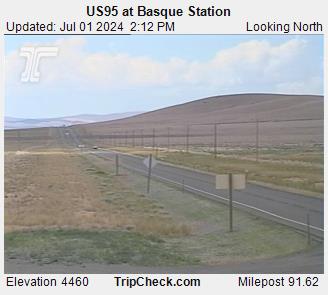 US95 at Basque Station
Updated: Jul 01 2024 2:12 PM Looking North
Elevation 4460 TripCheck.com Milepost 91.62